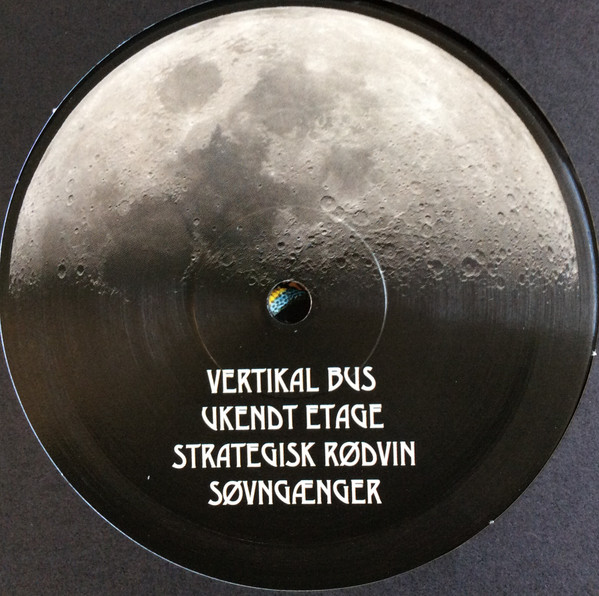 VERTIKAL BUS
UKENDT ETAGE
STRATEGISK RØDVIN
SØVNGÆNGER